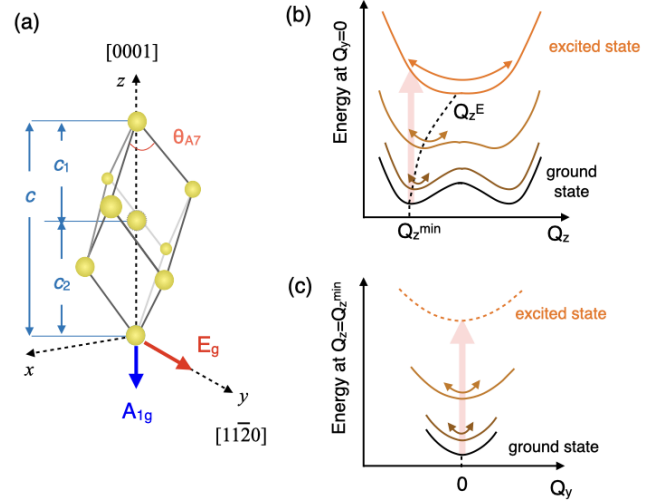 (a)
[0001]
z
θA7
c1
c
c2
x
Eg
A1g
y
[112̅0]
(b)
Energy at Qy=0
excited state
QzE
ground
state
Qzmin
Qz
(c)
Energy at Qz=Qzmin
excited state
ground state
0
Qy